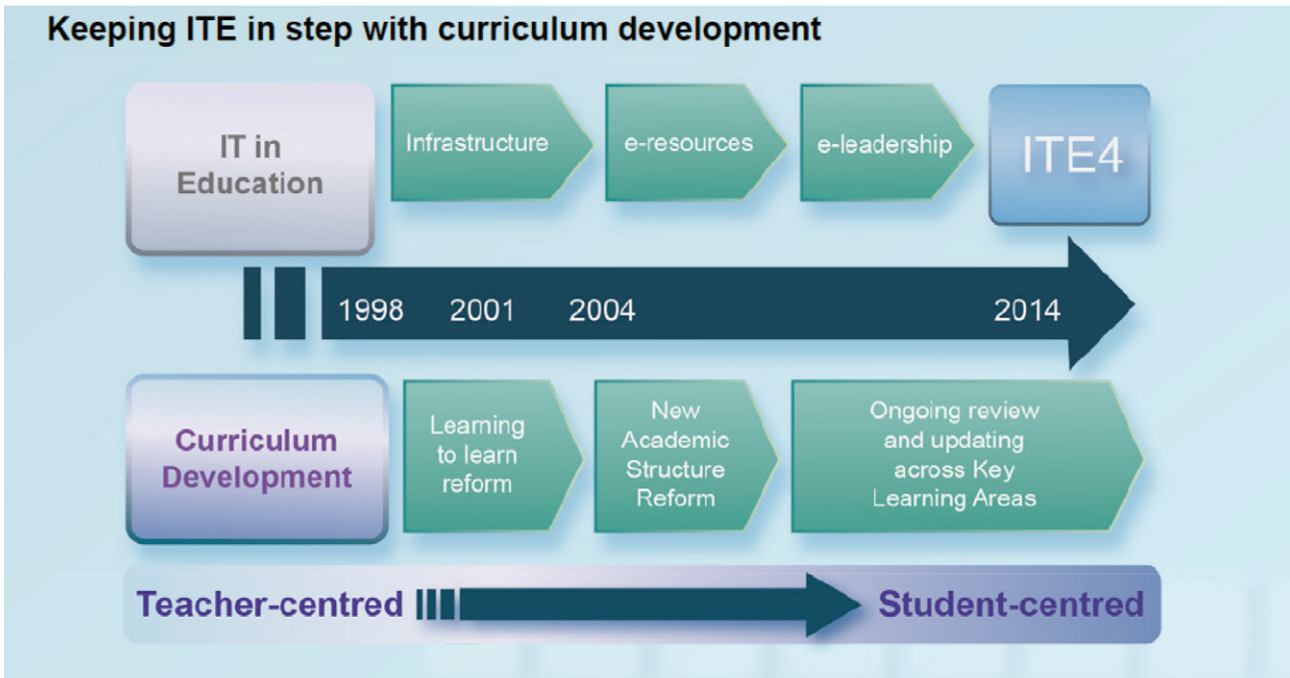 Keeping ITE in step with curriculum development
IT in
Education
Infrastructure
e-resources
e-leadership
ITE4
1998
2001
2004
2014
Curriculum
Development
Learning
to learn
reform
New
Academic
Structure
Reform
Ongoing review
and updating
across Key
Learning Areas
Teacher-centred
Student-centred